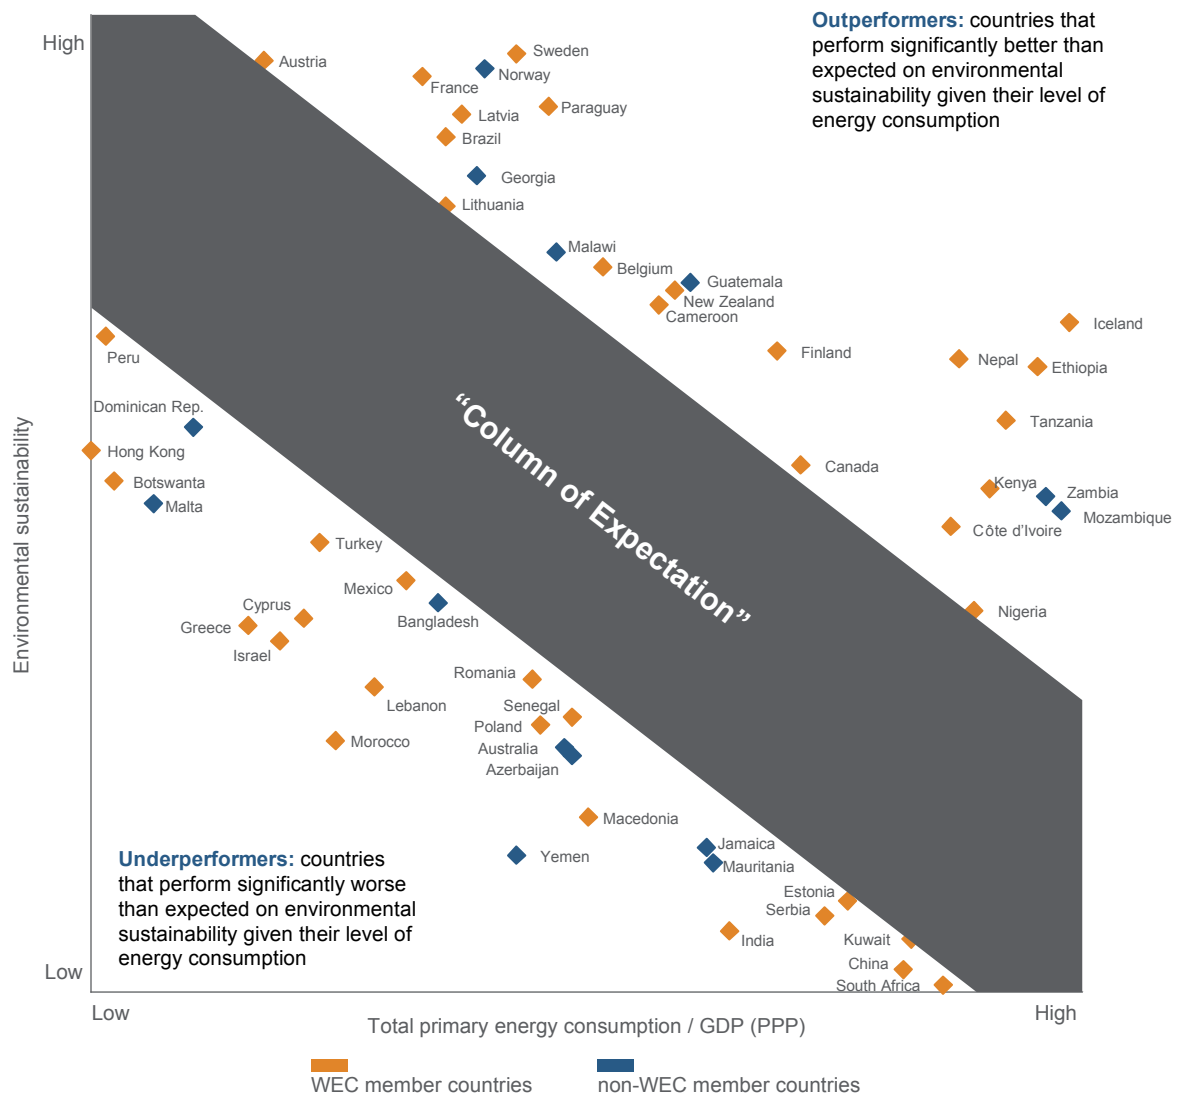 High
Outperformers: countries that
perform significantly better than
expected on environmental
sustainability given their level of
energy consumption
Sweden
Austria
Norway
France
Paraguay
Latvia
Brazil
Georgia
Lithuania
Malawi
Belgium
Guatemala
New Zealand
Cameroon
Iceland
Finland
Nepal
Ethiopia
Peru
Dominican Rep.
Tanzania
Hong Kong
Canada
Botswanta
Kenya
Zambia
Malta
Mozambique
Côte d'Ivoire
“Column of Expectation”
Environmental sustainability
Turkey
Mexico
Cyprus
Bangladesh
Nigeria
Greece
Israel
Romania
Lebanon
Senegal
Poland
Morocco
Australia
Azerbaijan
Macedonia
Jamaica
Yemen
Mauritania
Underperformers: countries
that perform significantly worse
than expected on environmental
sustainability given their level of
energy consumption
Estonia
Serbia
India
Kuwait
China
South Africa
Low
Low
Total primary energy consumption / GDP (PPP)
High
WEC member countries
non-WEC member countries